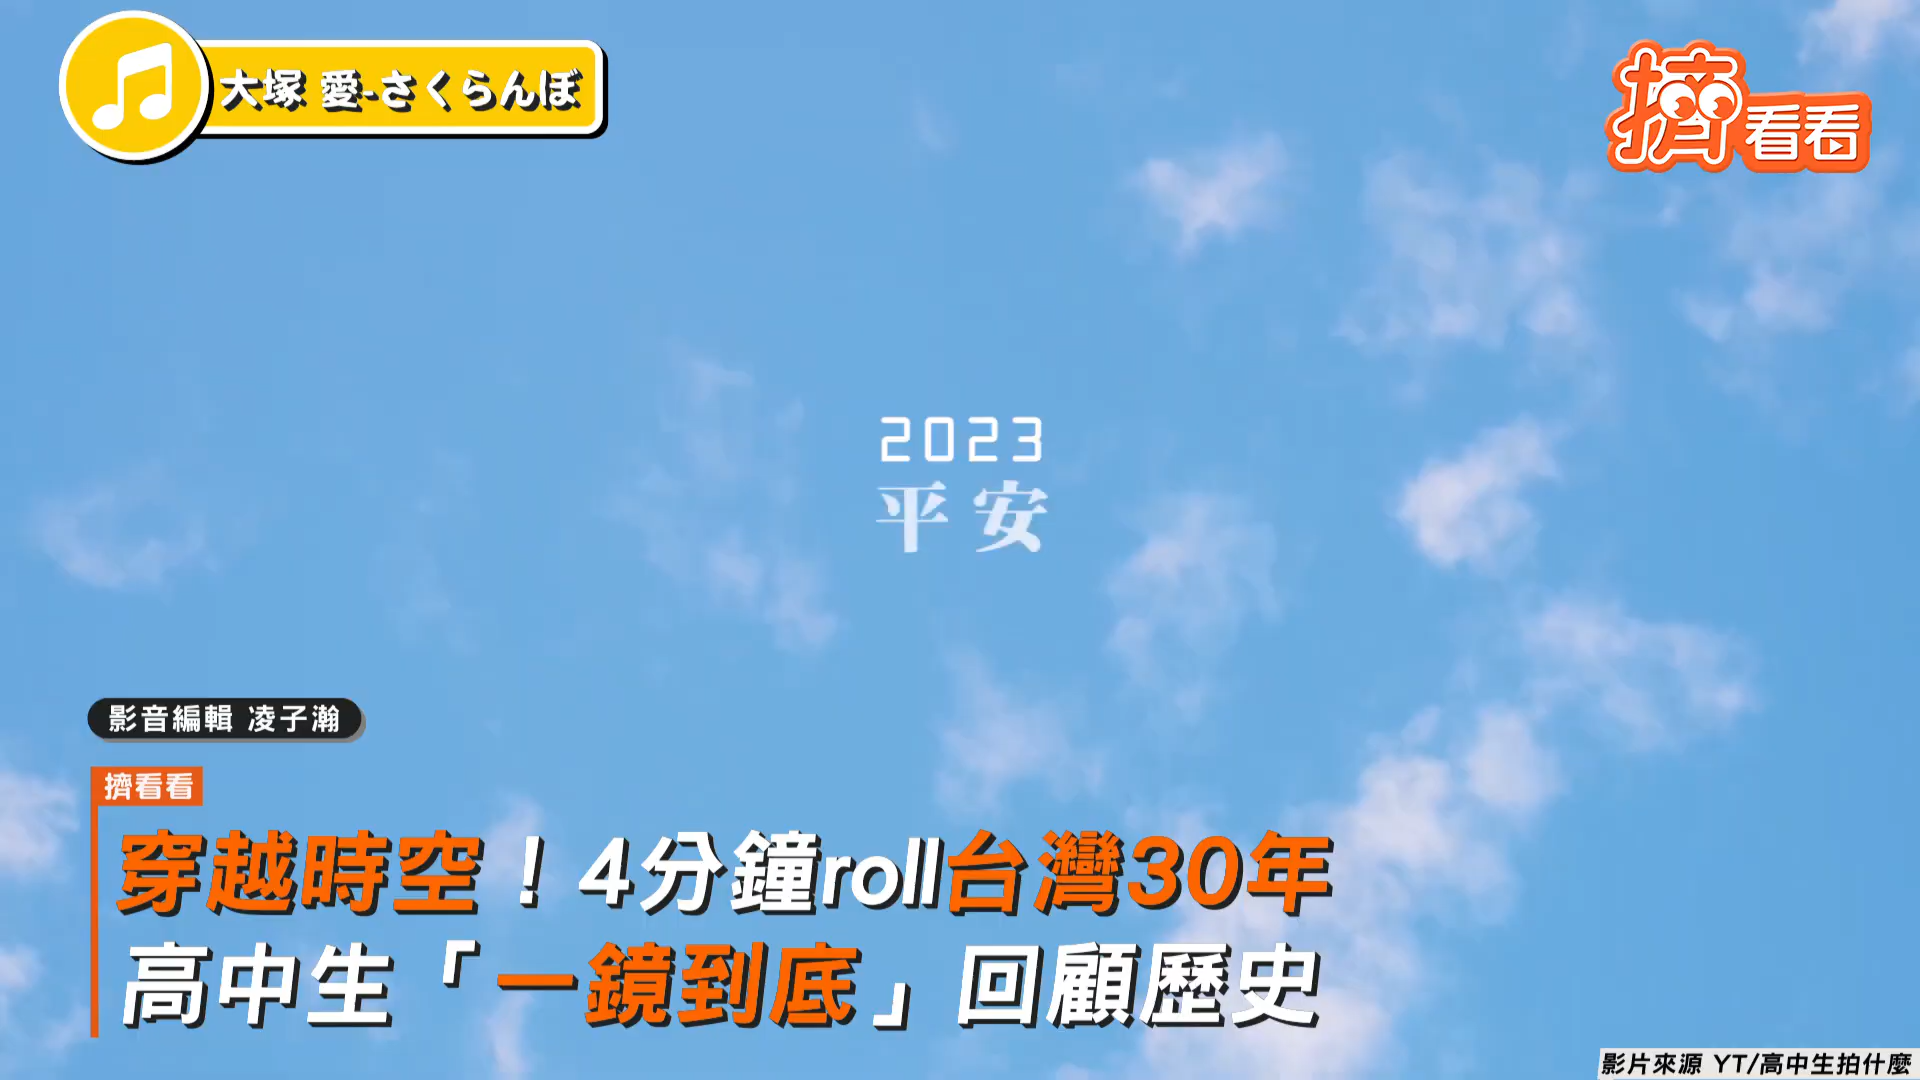 大塚 愛-さくらんぼ
擠看看
2023
平安
影音編輯 凌子瀚
擠看看
穿越時空！4分鐘roll台灣30年
高中生「一鏡到底」回顧歷史
影片來源 YT/高中生拍什麼